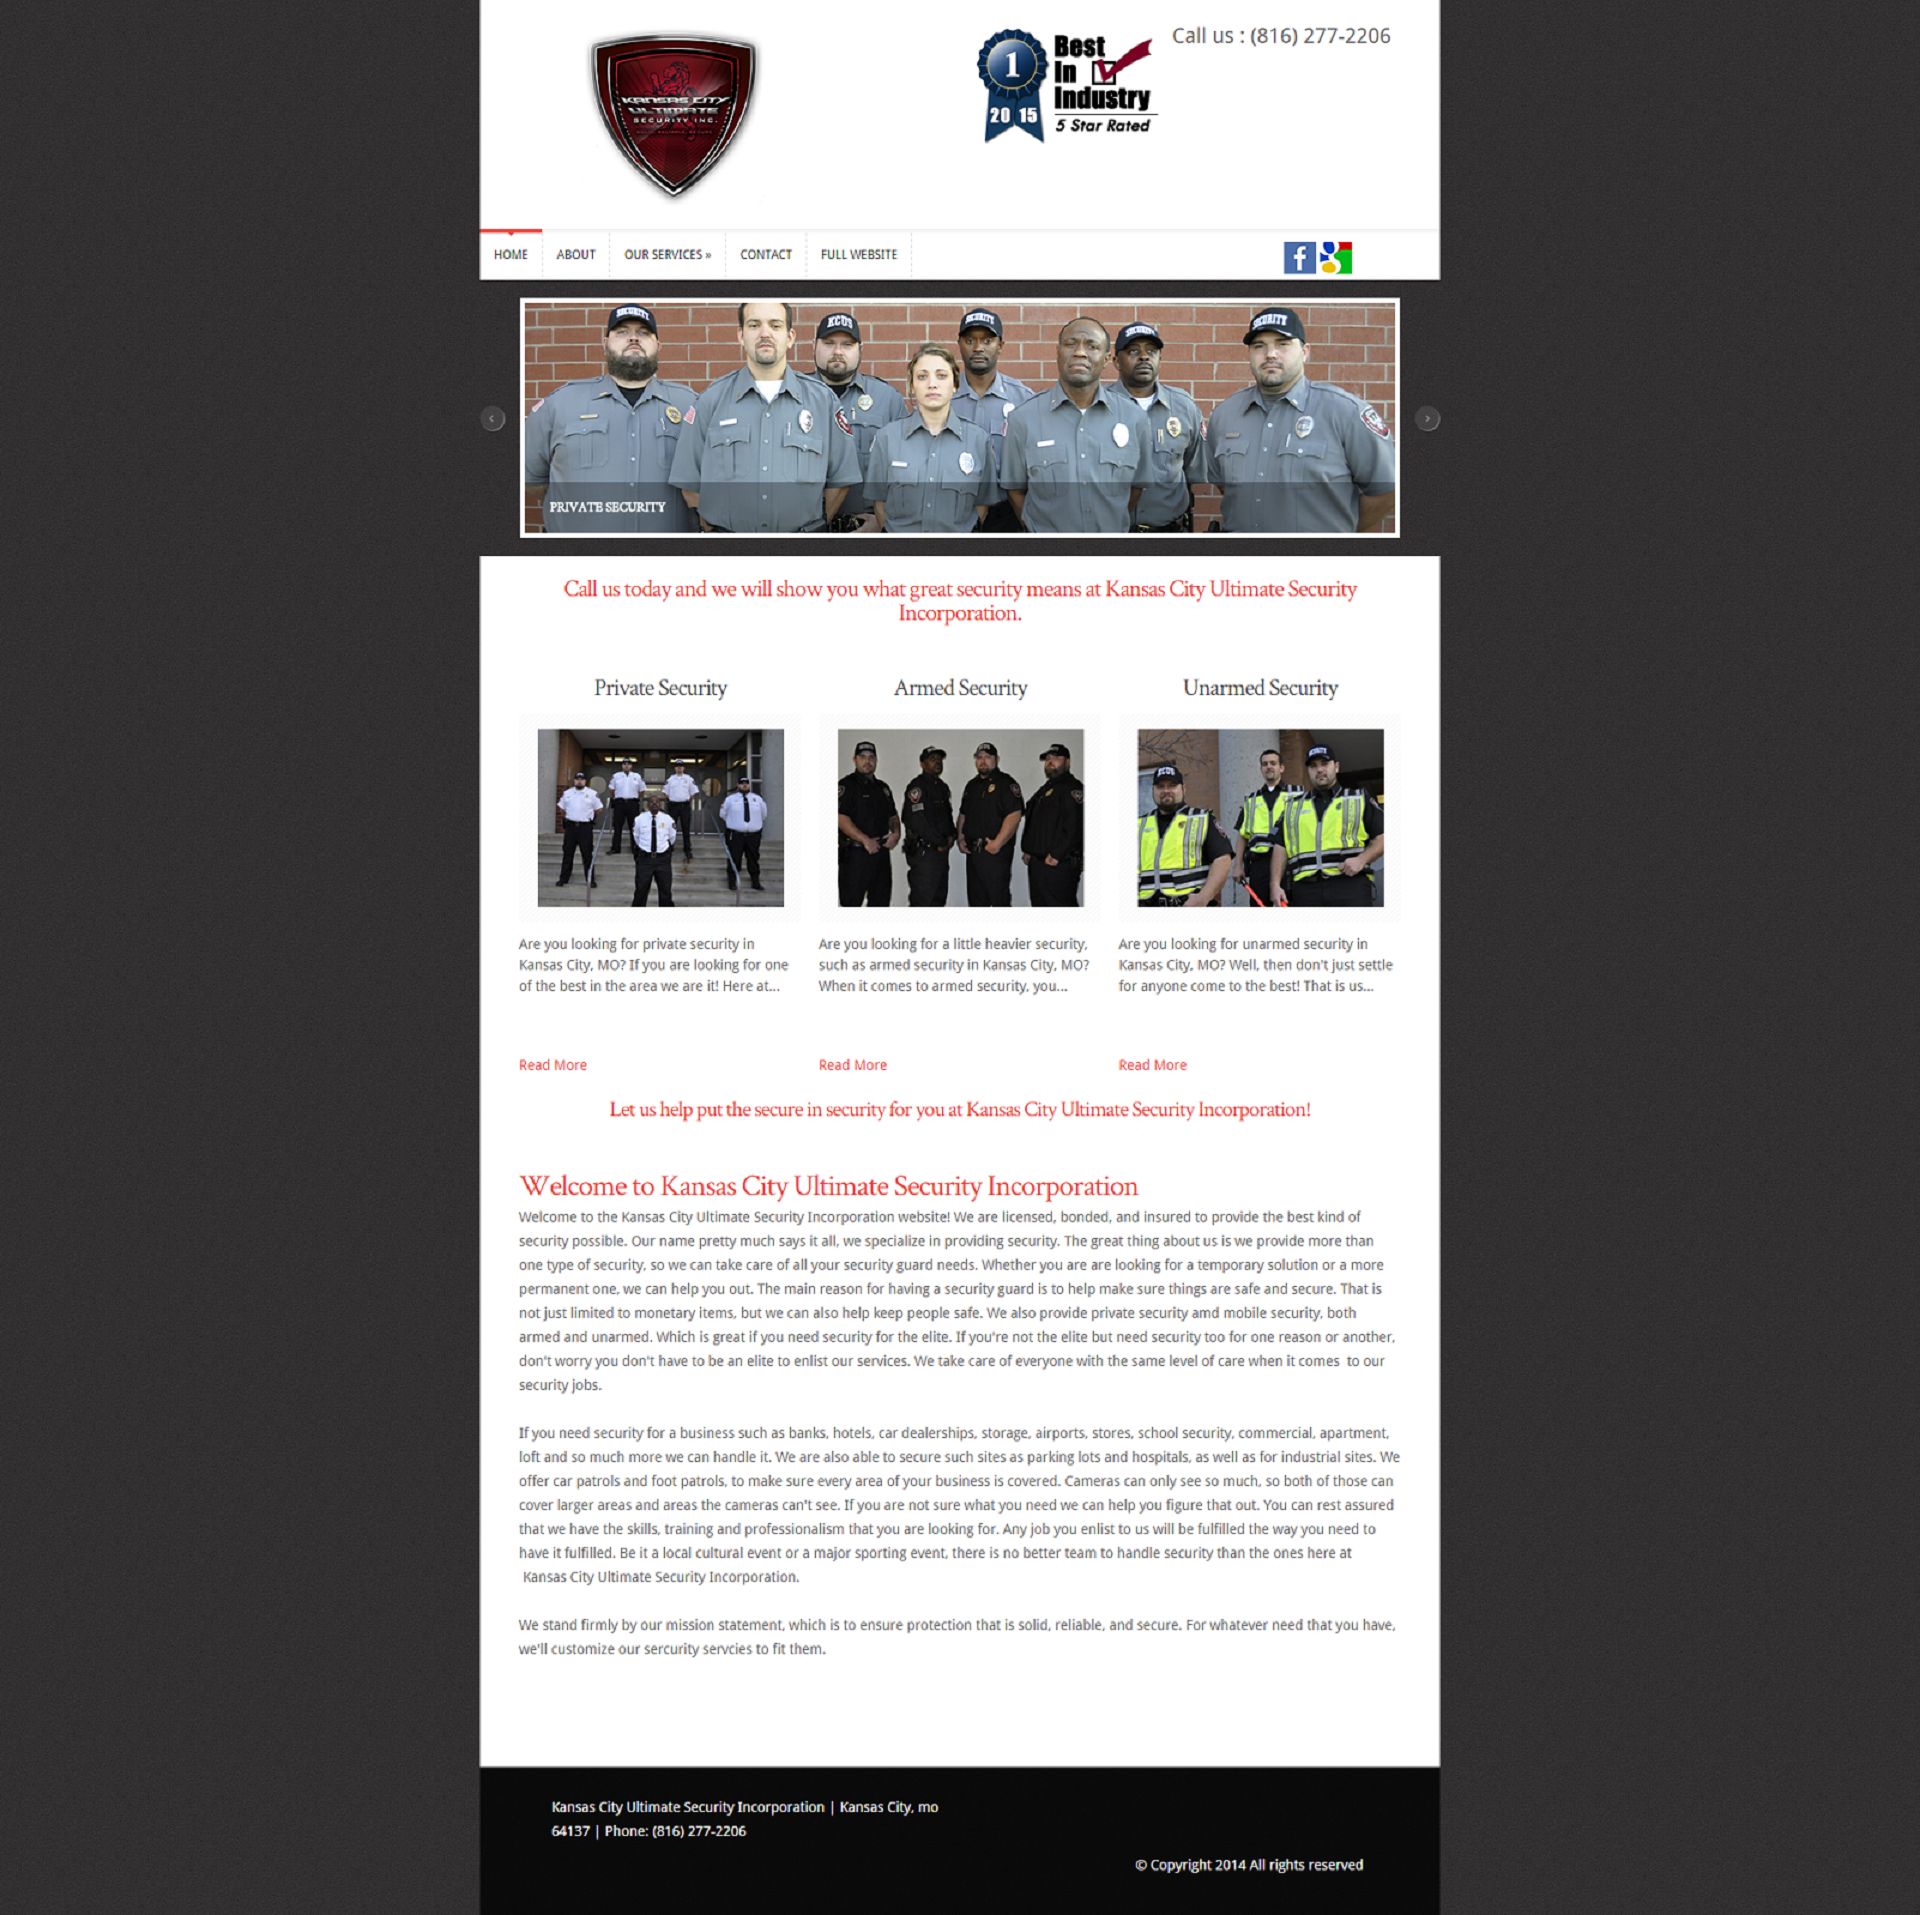 KANSAS CITY
ULTIMATE
SECURITY INC.
1
20 15
Best
In
Industry
5 Star Rated
Call us : (816) 277-2206
HOME
ABOUT
OUR SERVICES »
CONTACT
FULL WEBSITE
f
g
SECURITY
KCUS
SECURITY
SECURITY
SECURITY
PRIVATE SECURITY
Call us today and we will show you what great security means at Kansas City Ultimate Security
Incorporation.
Private Security
Armed Security
Unarmed Security
KCUS
Are you looking for private security in
Kansas City, MO? If you are looking for one
of the best in the area we are it! Here at...
Read More
Are you looking for a little heavier security,
such as armed security in Kansas City, MO?
When it comes to armed security, you...
Read More
Are you looking for unarmed security in
Kansas City, MO? Well, then don't just settle
for anyone come to the best! That is us...
Read More
Let us help put the secure in security for you at Kansas City Ultimate Security Incorporation!
Welcome to Kansas City Ultimate Security Incorporation
Welcome to the Kansas City Ultimate Security Incorporation website! We are licensed, bonded, and insured to provide the best kind of
security possible. Our name pretty much says it all, we specialize in providing security. The great thing about us is we provide more than
one type of security, so we can take care of all your security guard needs. Whether you are are looking for a temporary solution or a more
permanent one, we can help you out. The main reason for having a security guard is to help make sure things are safe and secure. That is
not just limited to monetary items, but we can also help keep people safe. We also provide private security amd mobile security, both
armed and unarmed. Which is great if you need security for the elite. If you're not the elite but need security too for one reason or another,
don't worry you don't have to be an elite to enlist our services. We take care of everyone with the same level of care when it comes  to our
security jobs.
If you need security for a business such as banks, hotels, car dealerships, storage, airports, stores, school security, commercial, apartment,
loft and so much more we can handle it. We are also able to secure such sites as parking lots and hospitals, as well as for industrial sites. We
offer car patrols and foot patrols, to make sure every area of your business is covered. Cameras can only see so much, so both of those can
cover larger areas and areas the cameras can't see. If you are not sure what you need we can help you figure that out. You can rest assured
that we have the skills, training and professionalism that you are looking for. Any job you enlist to us will be fulfilled the way you need to
have it fulfilled. Be it a local cultural event or a major sporting event, there is no better team to handle security than the ones here at
Kansas City Ultimate Security Incorporation.
We stand firmly by our mission statement, which is to ensure protection that is solid, reliable, and secure. For whatever need that you have,
we'll customize our sercurity servcies to fit them.
Kansas City Ultimate Security Incorporation | Kansas City, mo
64137 | Phone: (816) 277-2206
© Copyright 2014 All rights reserved